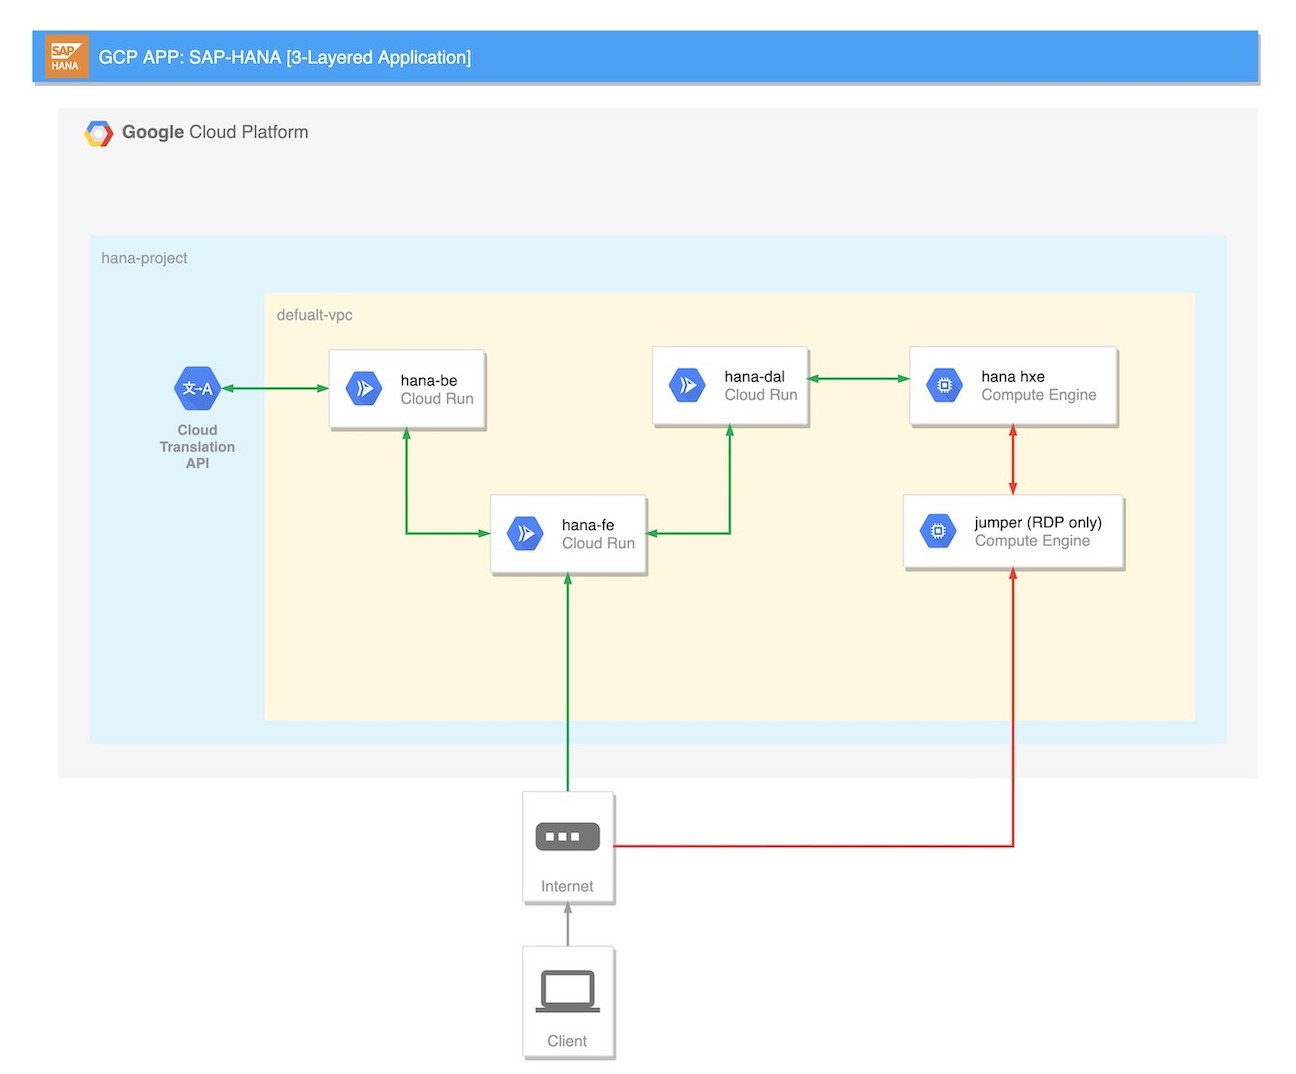 SAP
HANA
GCP APP: SAP-HANA [3-Layered Application]
Google Cloud Platform
hana-project
defualt-vpc
文→A
Cloud
Translation
API
hana-be
Cloud Run
hana-dal
Cloud Run
hana hxe
Compute Engine
hana-fe
Cloud Run
jumper (RDP only)
Compute Engine
Internet
Client